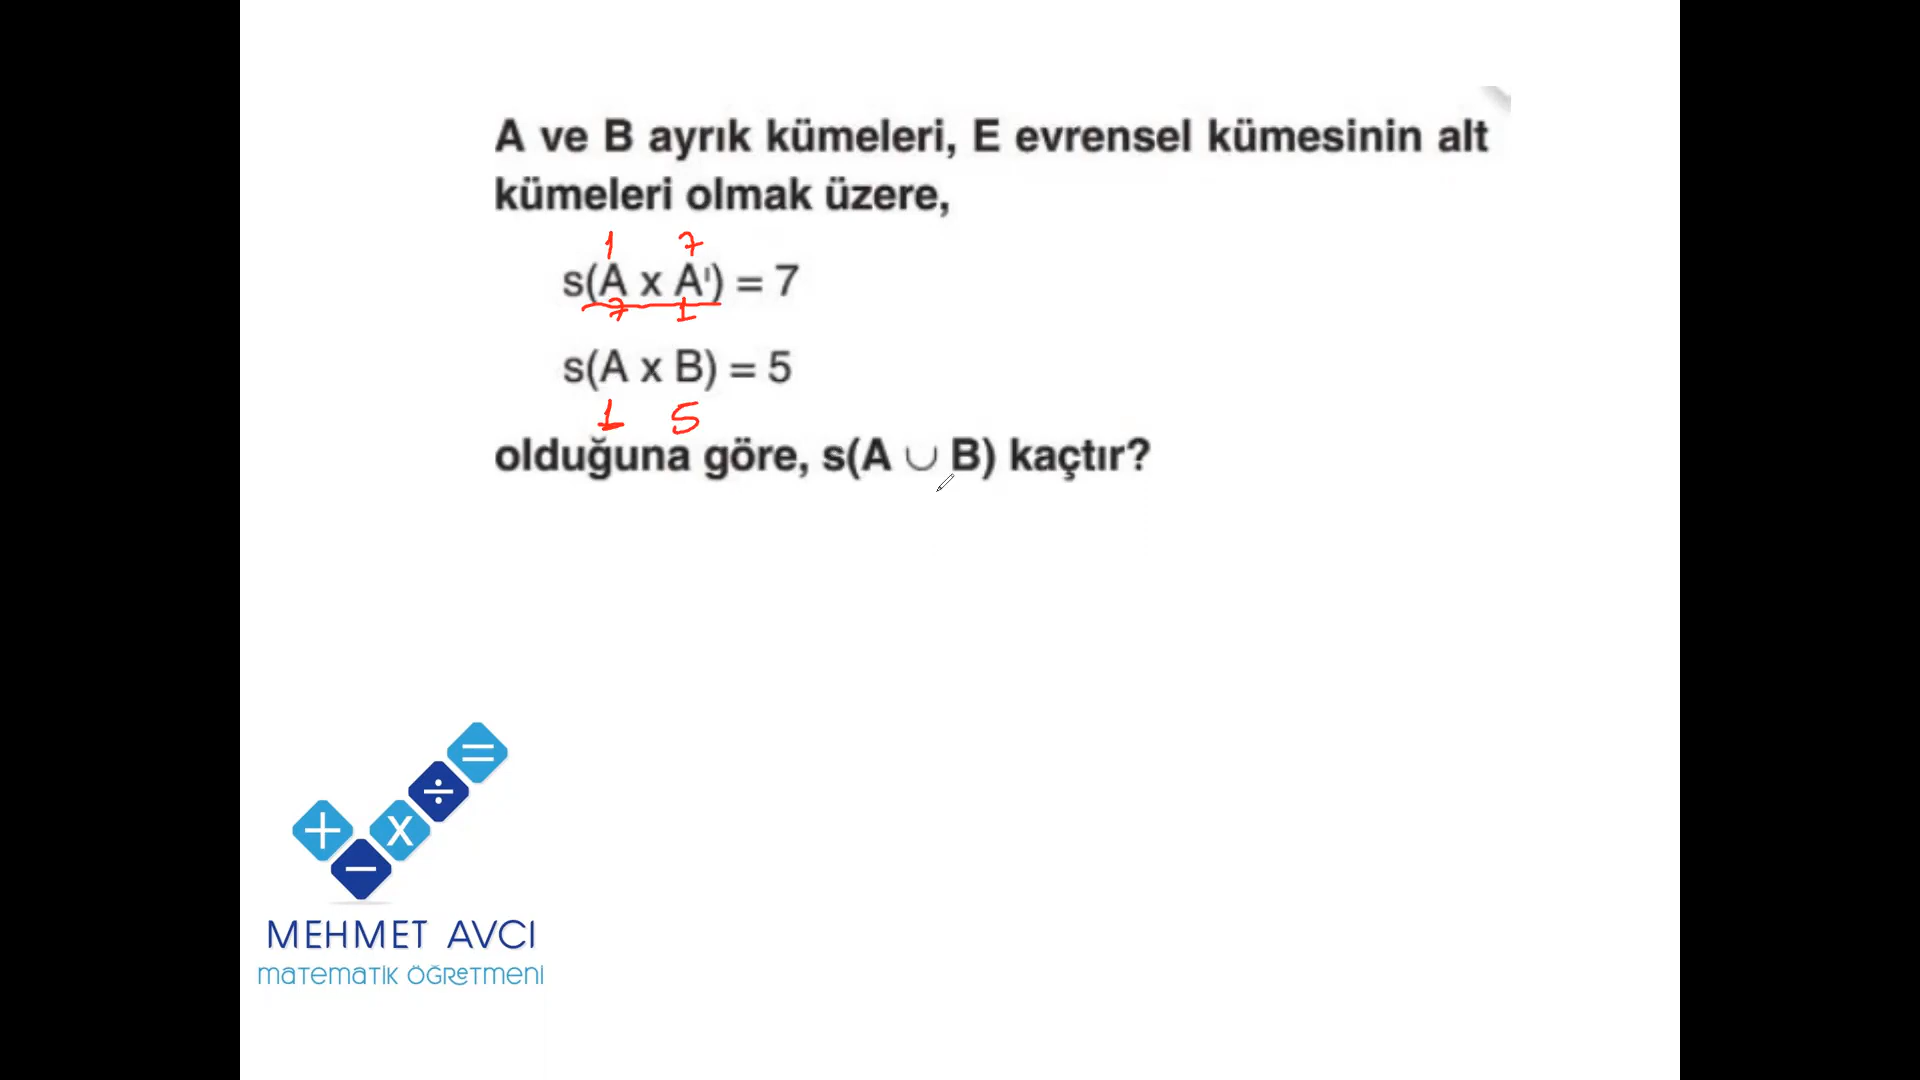 A ve B ayrık kümeleri, E evrensel kümesinin alt
kümeleri olmak üzere,
1 7
s(A x A') = 7
7 1
s(A x B) = 5
1 5
olduğuna göre, s(A ∪ B) kaçtır?
+ − x ÷ =
MEHMET AVCI
matematik öğretmeni